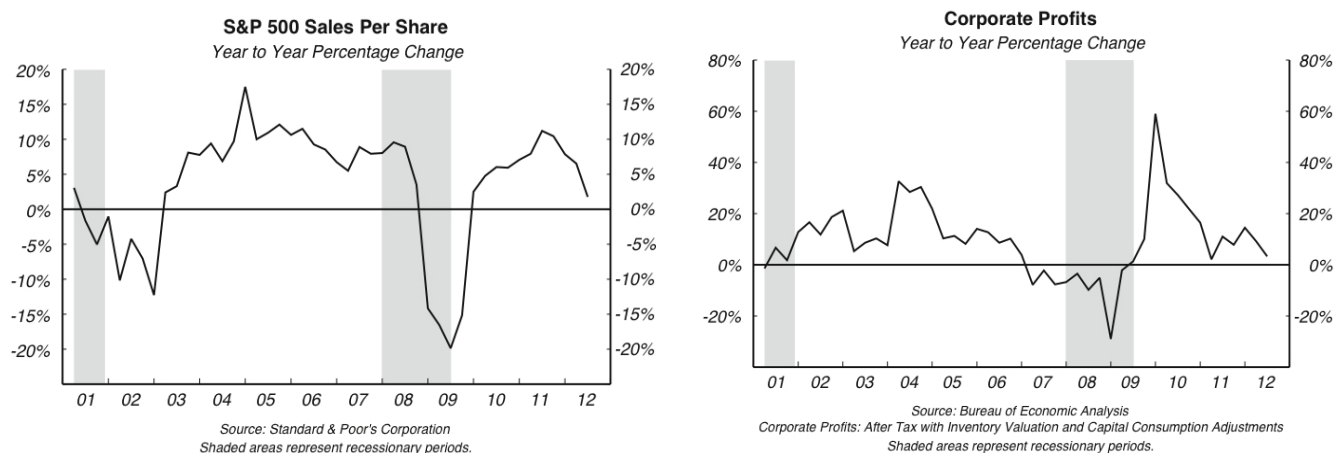 S&P 500 Sales Per Share
Year to Year Percentage Change
20% 20%
15% 15%
10% 10%
5% 5%
0% 0%
-5% -5%
-10% -10%
-15% -15%
-20% -20%
01 02 03 04 05 06 07 08 09 10 11 12
Source: Standard & Poor's Corporation
Shaded areas represent recessionary periods.
Corporate Profits
Year to Year Percentage Change
80% 80%
60% 60%
40% 40%
20% 20%
0% 0%
-20% -20%
01 02 03 04 05 06 07 08 09 10 11 12
Source: Bureau of Economic Analysis
Corporate Profits: After Tax with Inventory Valuation and Capital Consumption Adjustments
Shaded areas represent recessionary periods.